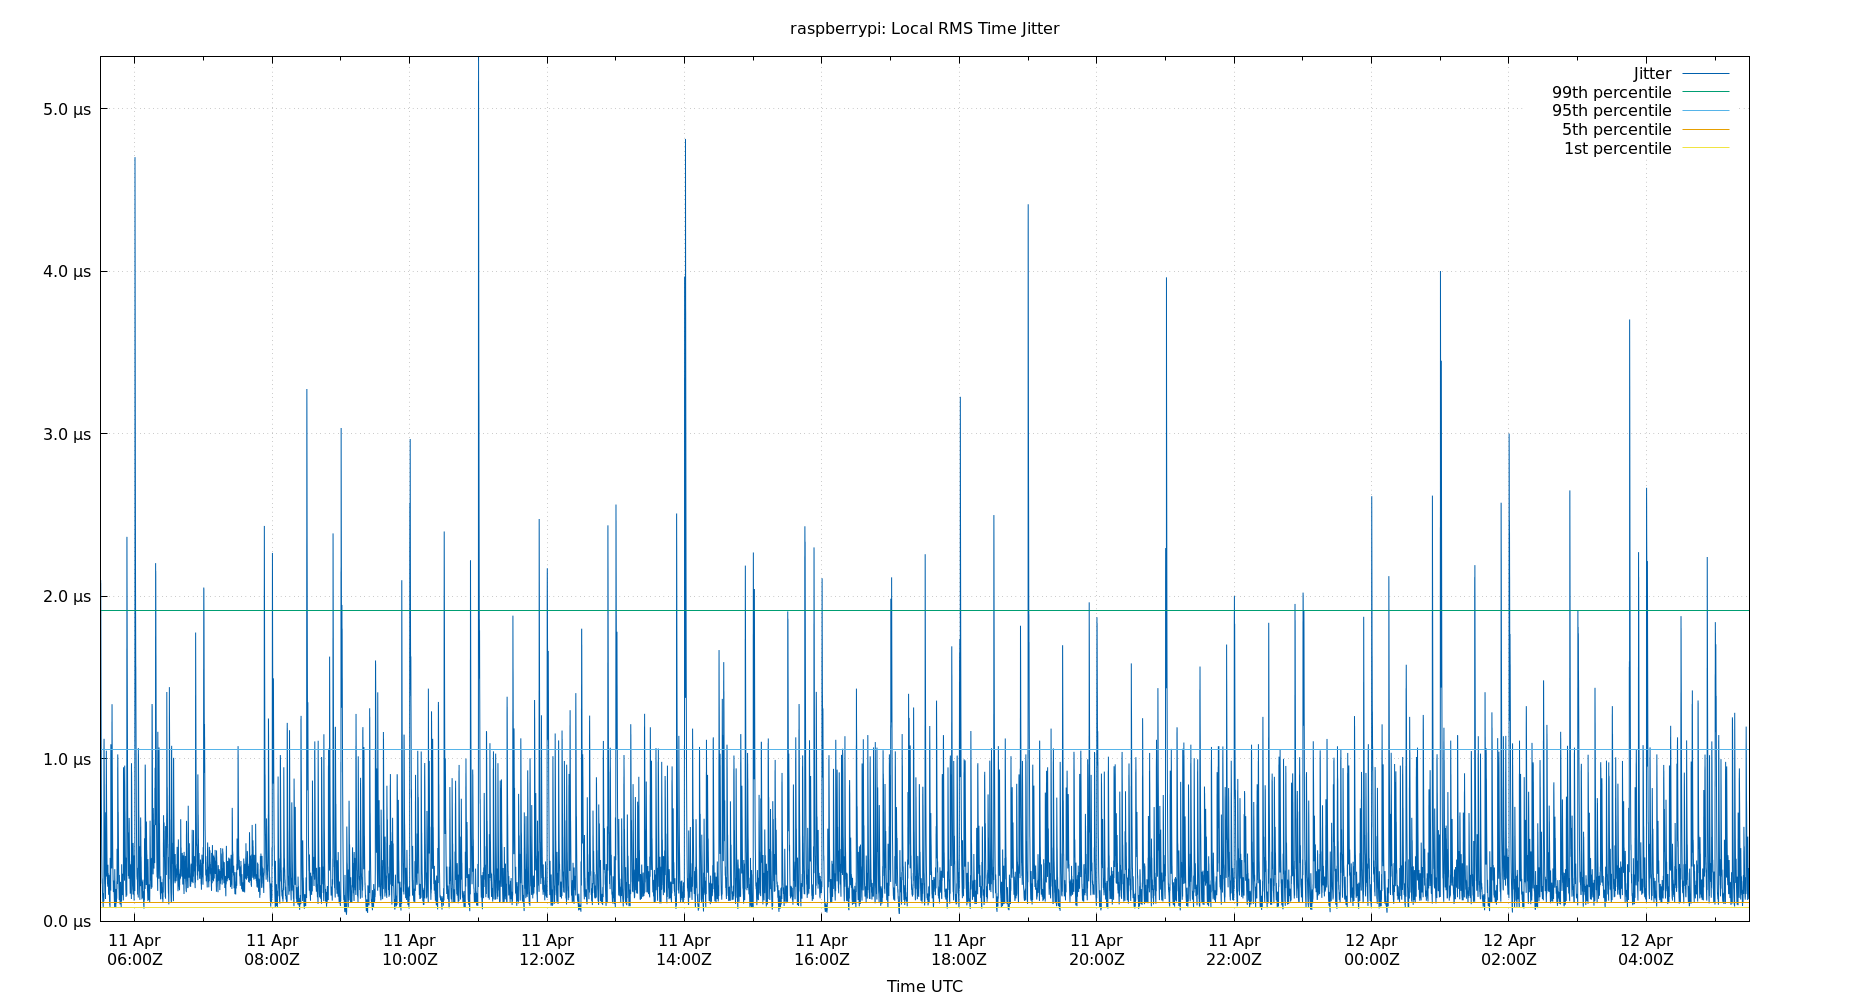 raspberrypi: Local RMS Time Jitter
Jitter
99th percentile
95th percentile
5th percentile
1st percentile
5.0 µs
4.0 µs
3.0 µs
2.0 µs
1.0 µs
0.0 µs
11 Apr 11 Apr 11 Apr 11 Apr 11 Apr 11 Apr 11 Apr 11 Apr 11 Apr 12 Apr 12 Apr 12 Apr
06:00Z 08:00Z 10:00Z 12:00Z 14:00Z 16:00Z 18:00Z 20:00Z 22:00Z 00:00Z 02:00Z 04:00Z
Time UTC